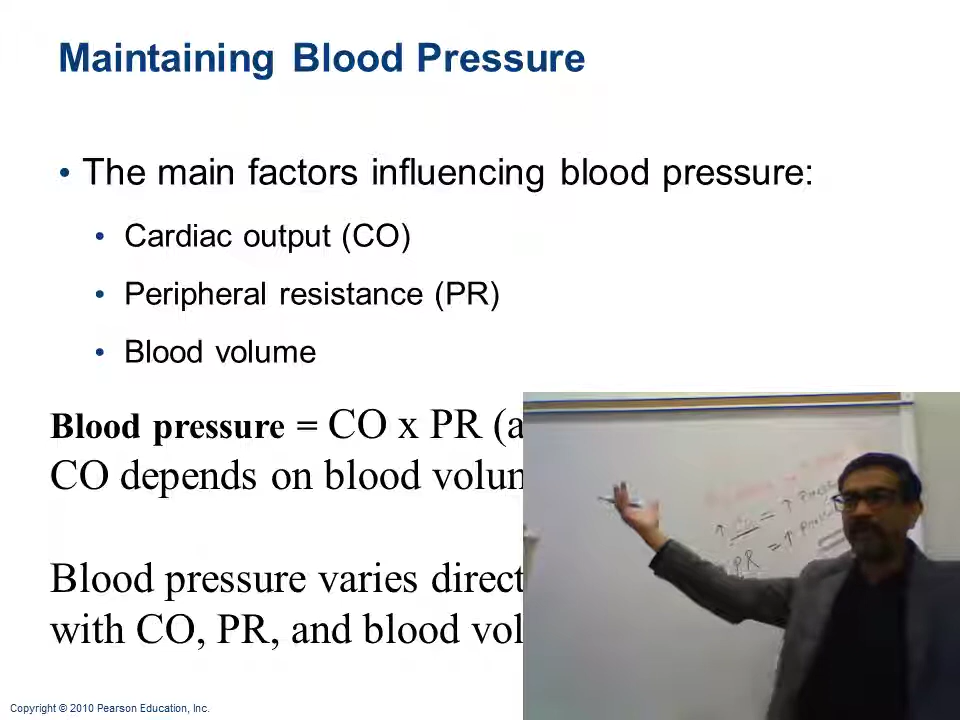 Maintaining Blood Pressure
• The main factors influencing blood pressure:
• Cardiac output (CO)
• Peripheral resistance (PR)
• Blood volume
Blood pressure = CO x PR (a
CO depends on blood volum
Blood pressure varies direct
with CO, PR, and blood vol
↑ = ↑ Press
PR = ↑
Copyright © 2010 Pearson Education, Inc.